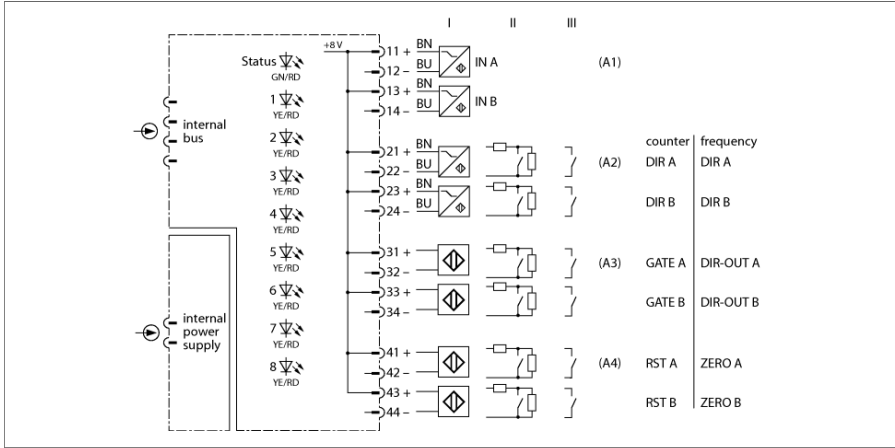 I II III
Status
GN/RD
+8 V
11 + BN
12 – BU
IN A
(A1)
13 + BN
14 – BU
IN B
1
YE/RD
internal
bus
2
YE/RD
3
YE/RD
4
YE/RD
5
YE/RD
6
YE/RD
7
YE/RD
8
YE/RD
internal
power
supply
counter frequency
21 + BN
22 – BU
(A2) DIR A DIR A
23 + BN
24 – BU
DIR B DIR B
31 +
32 –
(A3) GATE A DIR-OUT A
33 +
34 –
GATE B DIR-OUT B
41 +
42 –
(A4) RST A ZERO A
43 +
44 –
RST B ZERO B